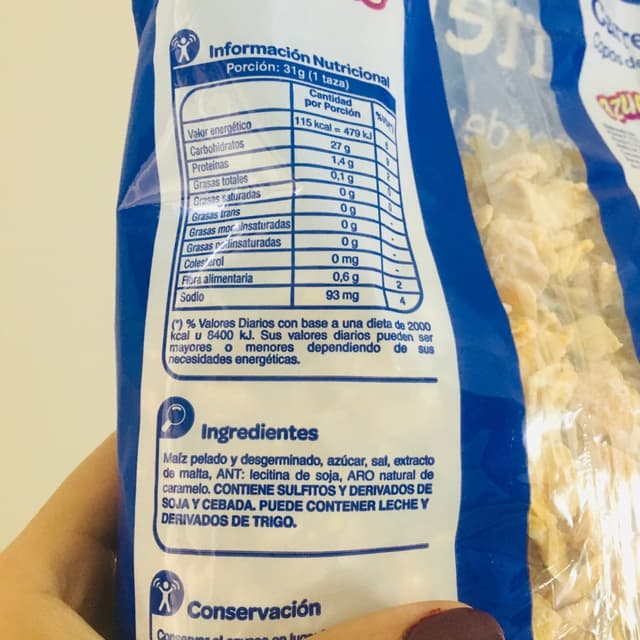 Información Nutricional
Porción: 31g (1 taza)
Cantidad por Porción
Valor energético 115 kcal = 479 kJ 6
Carbohidratos 27 g 9
Proteinas 1,4 g 2
Grasas totales 0,1 g
Grasas saturadas 0 g
Grasas trans 0 g -
Grasas monoinsaturadas 0 g -
Grasas poliinsaturadas 0 g -
Colesterol 0 mg -
Fibra alimentaria 0,6 g 2
Sodio 93 mg 4
(*) % Valores Diarios con base a una dieta de 2000
kcal u 8400 kJ. Sus valores diarios pueden ser
mayores o menores dependiendo de sus
necesidades energéticas.
Ingredientes
Maíz pelado y desgerminado, azúcar, sal, extracto
de malta, ANT: lecitina de soja, ARO natural de
caramelo. CONTIENE SULFITOS Y DERIVADOS DE
SOJA Y CEBADA. PUEDE CONTENER LECHE Y
DERIVADOS DE TRIGO.
Conservación
Copos de